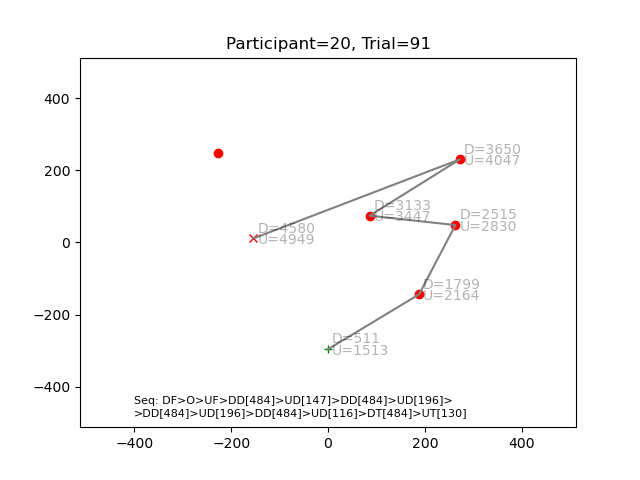 Participant=20, Trial=91
400
200
0
−200
−400
D=3650
U=4047
D=3133
U=3447
D=2515
U=2830
D=4580
U=4949
D=1799
U=2164
D=511
U=1513
Seq: DF>O>UF>DD[484]>UD[147]>DD[484]>UD[196]>
>DD[484]>UD[196]>DD[484]>UD[116]>DT[484]>UT[130]
−400 −200 0 200 400